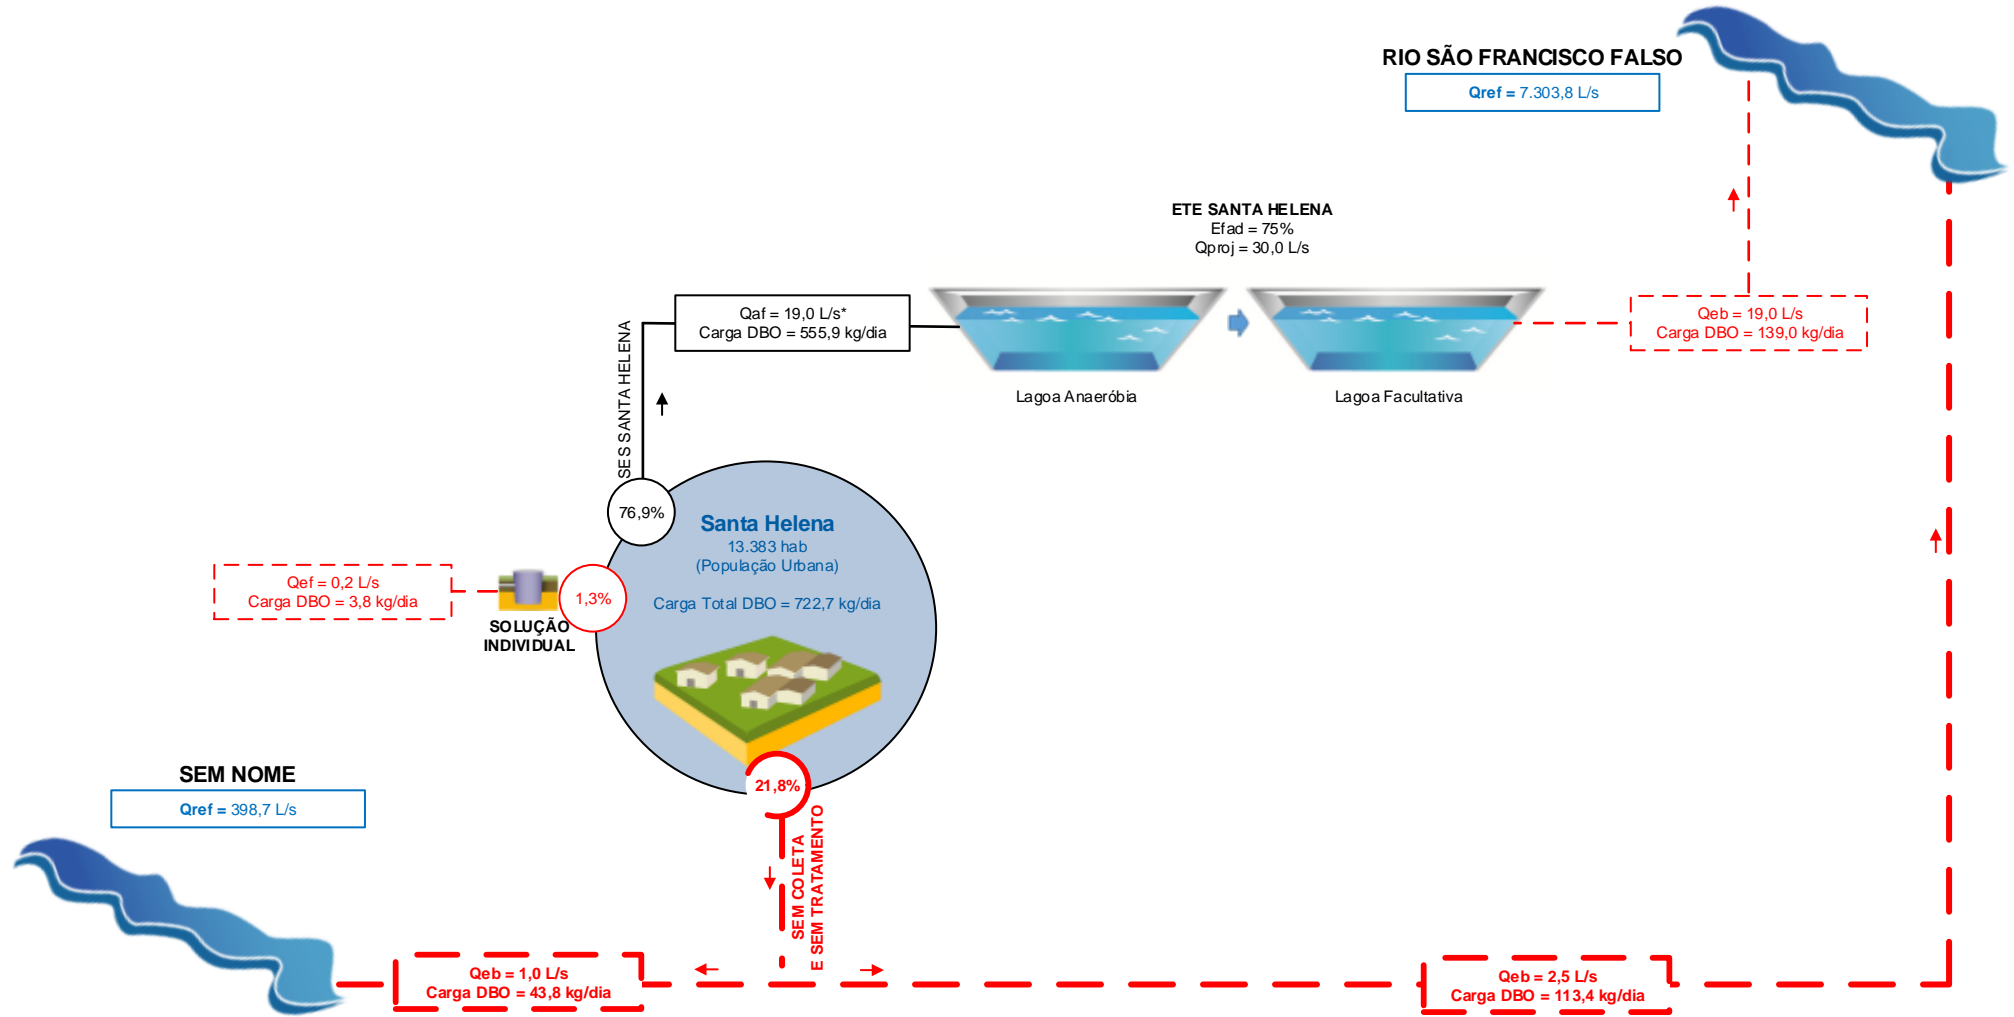 RIO SÃO FRANCISCO FALSO
Qref = 7.303,8 L/s
ETE SANTA HELENA
Efad = 75%
Qproj = 30,0 L/s
Qaf = 19,0 L/s*
Carga DBO = 555,9 kg/dia
Qeb = 19,0 L/s
Carga DBO = 139,0 kg/dia
Lagoa Anaeróbia
Lagoa Facultativa
SES SANTA HELENA
76,9%
Santa Helena
13.383 hab
(População Urbana)
Carga Total DBO = 722,7 kg/dia
Qef = 0,2 L/s
Carga DBO = 3,8 kg/dia
1,3%
SOLUÇÃO
INDIVIDUAL
SEM NOME
Qref = 398,7 L/s
21,8%
SEM COLETA
E SEM TRATAMENTO
Qeb = 1,0 L/s
Carga DBO = 43,8 kg/dia
Qeb = 2,5 L/s
Carga DBO = 113,4 kg/dia